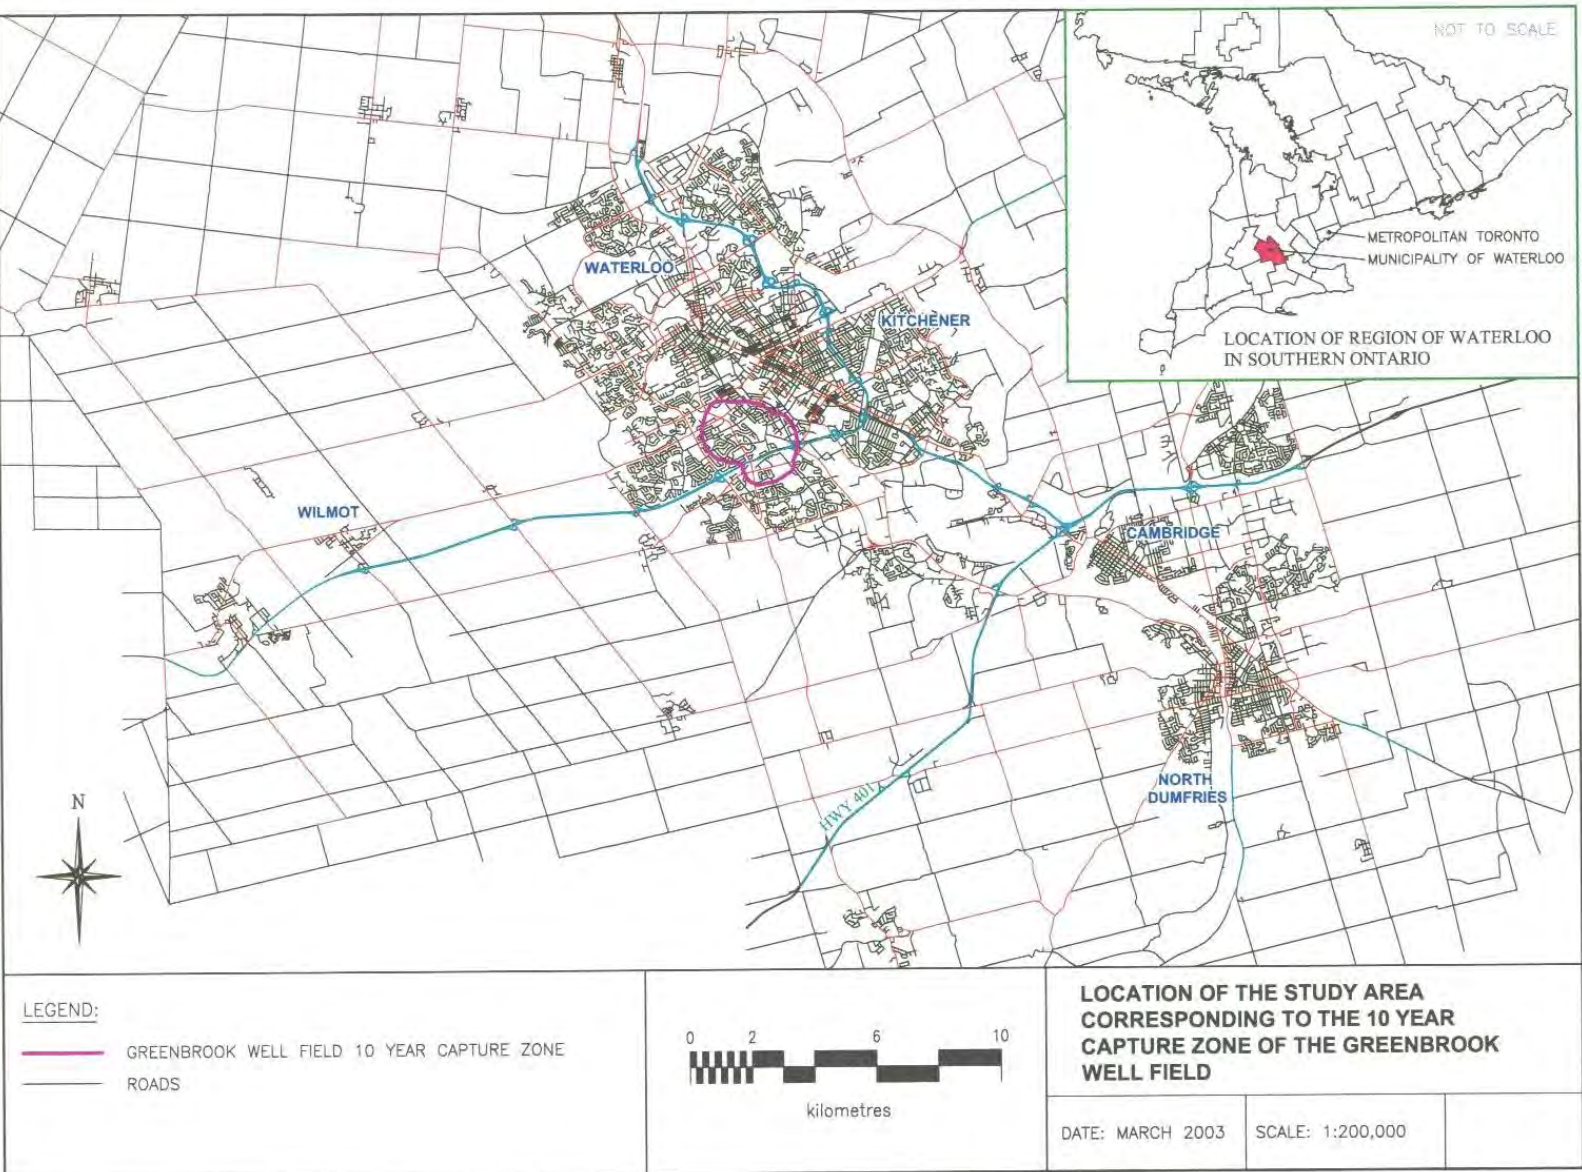 NOT TO SCALE
METROPOLITAN TORONTO
MUNICIPALITY OF WATERLOO
LOCATION OF REGION OF WATERLOO
IN SOUTHERN ONTARIO
WATERLOO
KITCHENER
WILMOT
CAMBRIDGE
NORTH
DUMFRIES
HWY 401
N
LEGEND:
GREENBROOK WELL FIELD 10 YEAR CAPTURE ZONE
ROADS
0 2 6 10
kilometres
LOCATION OF THE STUDY AREA
CORRESPONDING TO THE 10 YEAR
CAPTURE ZONE OF THE GREENBROOK
WELL FIELD
DATE: MARCH 2003
SCALE: 1:200,000